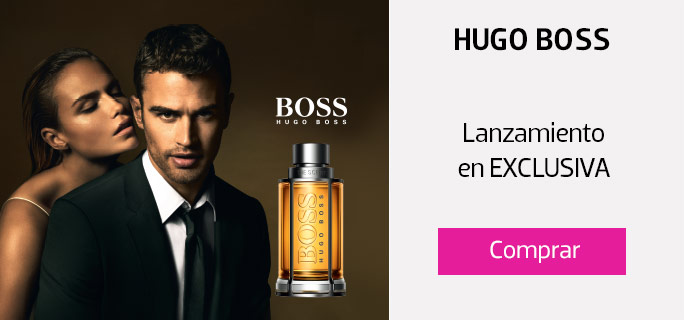 BOSS
HUGO BOSS
BOSS
HUGO BOSS
HUGO BOSS
Lanzamiento
en EXCLUSIVA
Comprar